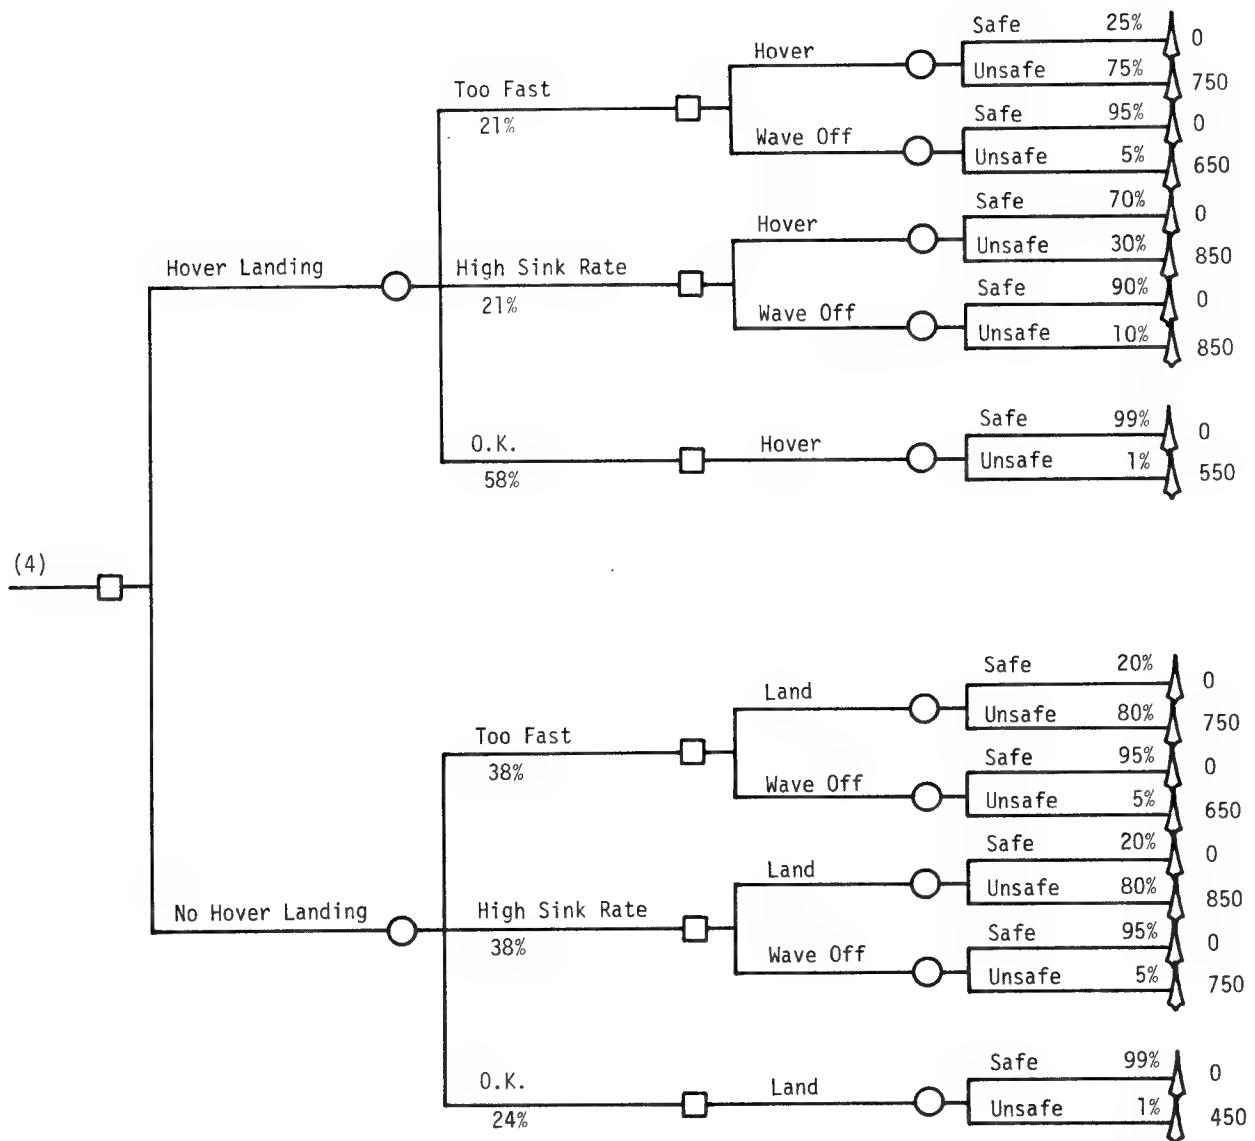 Safe 25% 0
Hover
Unsafe 75% 750
Too Fast
21%
Safe 95% 0
Wave Off
Unsafe 5% 650
Safe 70% 0
Hover
Unsafe 30% 850
Hover Landing
High Sink Rate
21%
Safe 90% 0
Wave Off
Unsafe 10% 850
Safe 99% 0
O.K.
58%
Hover
Unsafe 1% 550
(4)
Safe 20% 0
Land
Unsafe 80% 750
Too Fast
38%
Safe 95% 0
Wave Off
Unsafe 5% 650
Safe 20% 0
Land
Unsafe 80% 850
No Hover Landing
High Sink Rate
38%
Safe 95% 0
Wave Off
Unsafe 5% 750
Safe 99% 0
O.K.
24%
Land
Unsafe 1% 450